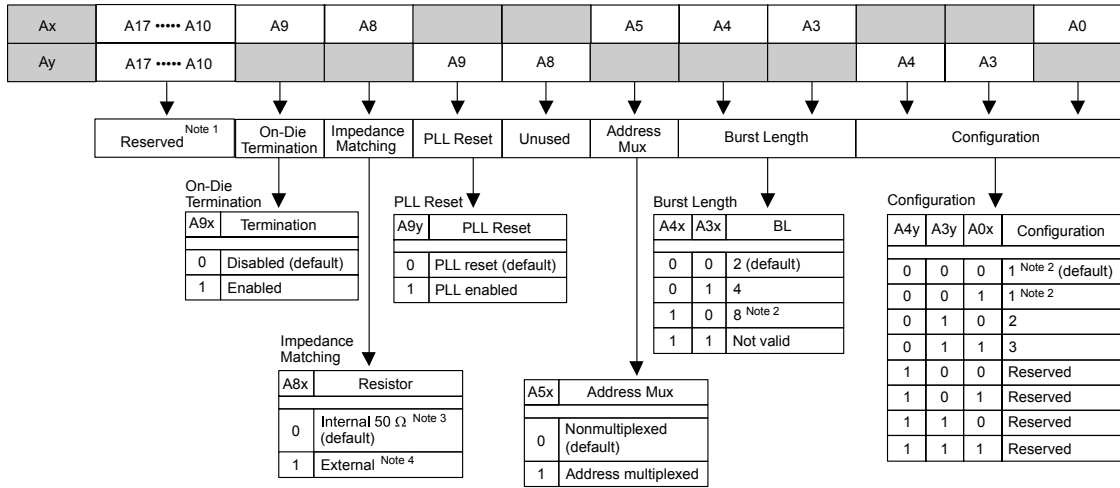 Ax A17 ••••• A10 A9 A8 A5 A4 A3 A0
Ay A17 ••••• A10 A9 A8 A4 A3
Reserved Note 1 On-Die Termination Impedance Matching PLL Reset Unused Address Mux Burst Length Configuration
On-Die Termination
A9x Termination
0 Disabled (default)
1 Enabled
PLL Reset
A9y PLL Reset
0 PLL reset (default)
1 PLL enabled
Burst Length
A4x A3x BL
0 0 2 (default)
0 1 4
1 0 8 Note 2
1 1 Not valid
Configuration
A4y A3y A0x Configuration
0 0 0 1 Note 2 (default)
0 0 1 1 Note 2
0 1 0 2
0 1 1 3
1 0 0 Reserved
1 0 1 Reserved
1 1 0 Reserved
1 1 1 Reserved
Impedance Matching
A8x Resistor
0 Internal 50 Ω Note 3 (default)
1 External Note 4
A5x Address Mux
0 Nonmultiplexed (default)
1 Address multiplexed